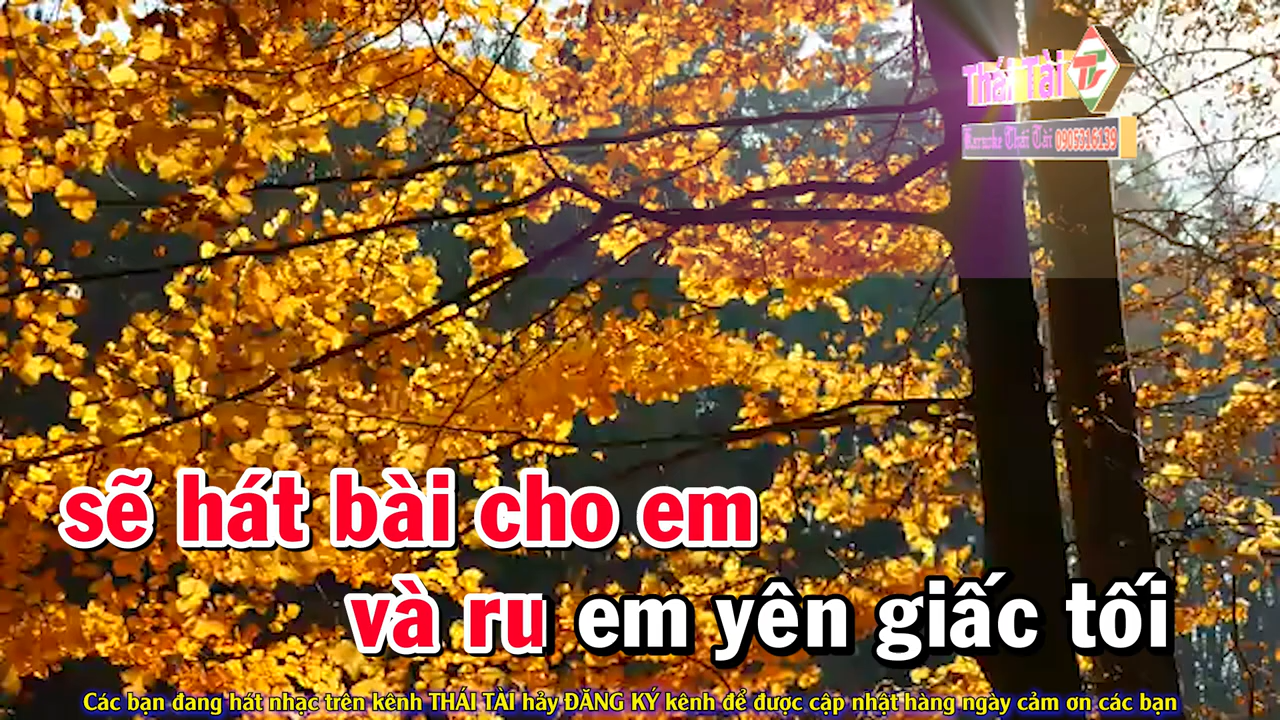 Thái Tài
Karaoke Thái Tài 0905316139
sẽ hát bài cho em
và ru em yên giấc tối
Các bạn đang hát nhạc trên kênh THÁI TÀI hảy ĐĂNG KÝ kênh để được cập nhật hàng ngày cảm ơn các bạn